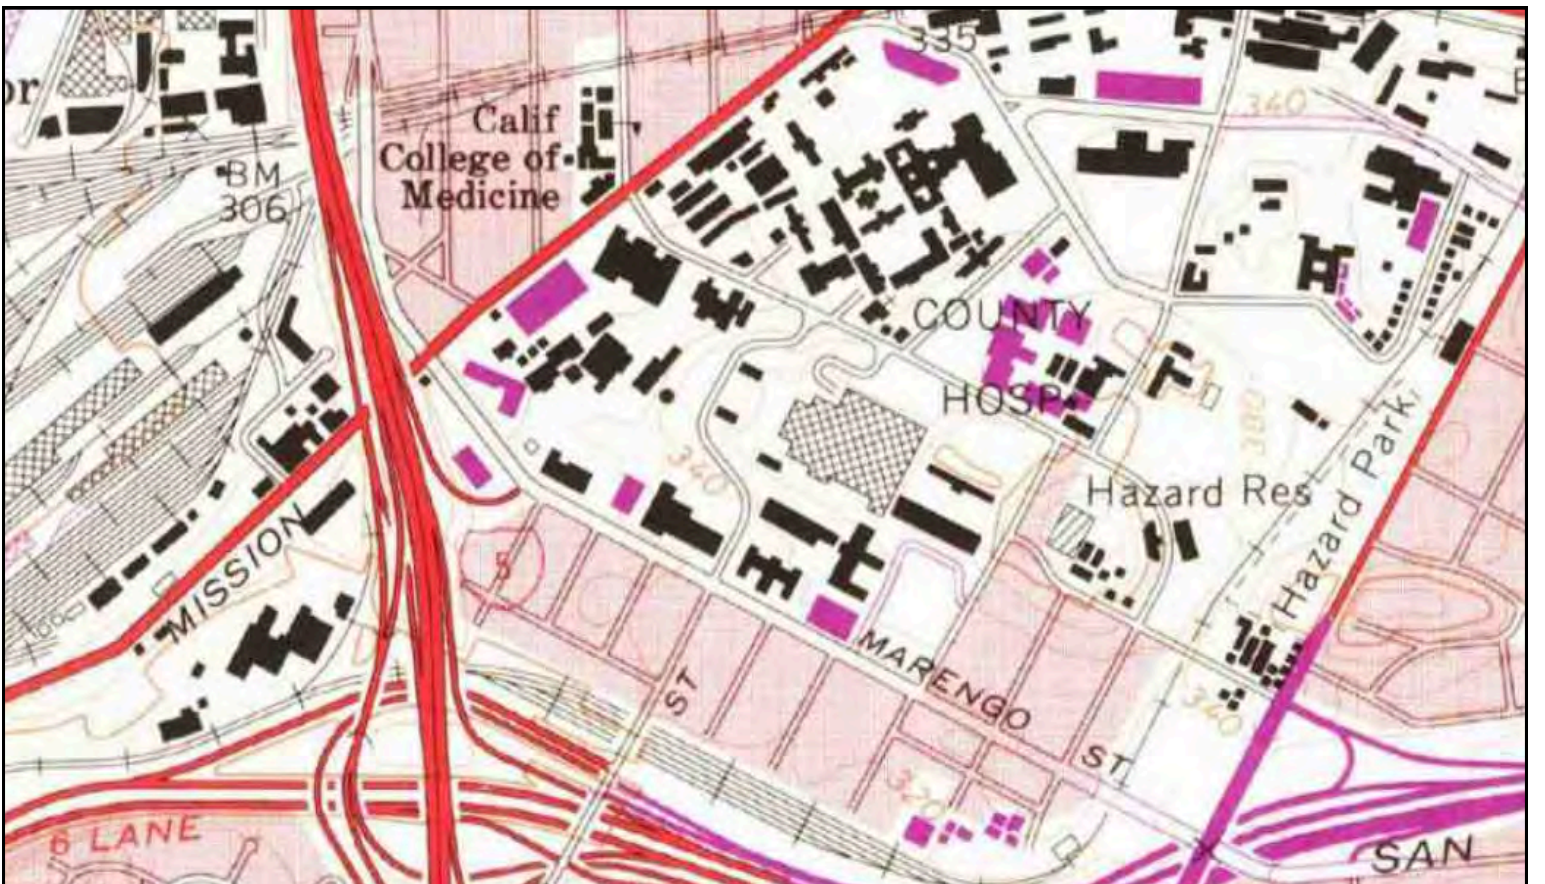 or
335
340
Calif
College of
Medicine
BM
306
COUNTY
HOSP
340
380
Hazard Res
Hazard Park
MISSION
5
MARENGO
ST
ST
340
320
6 LANE
SAN